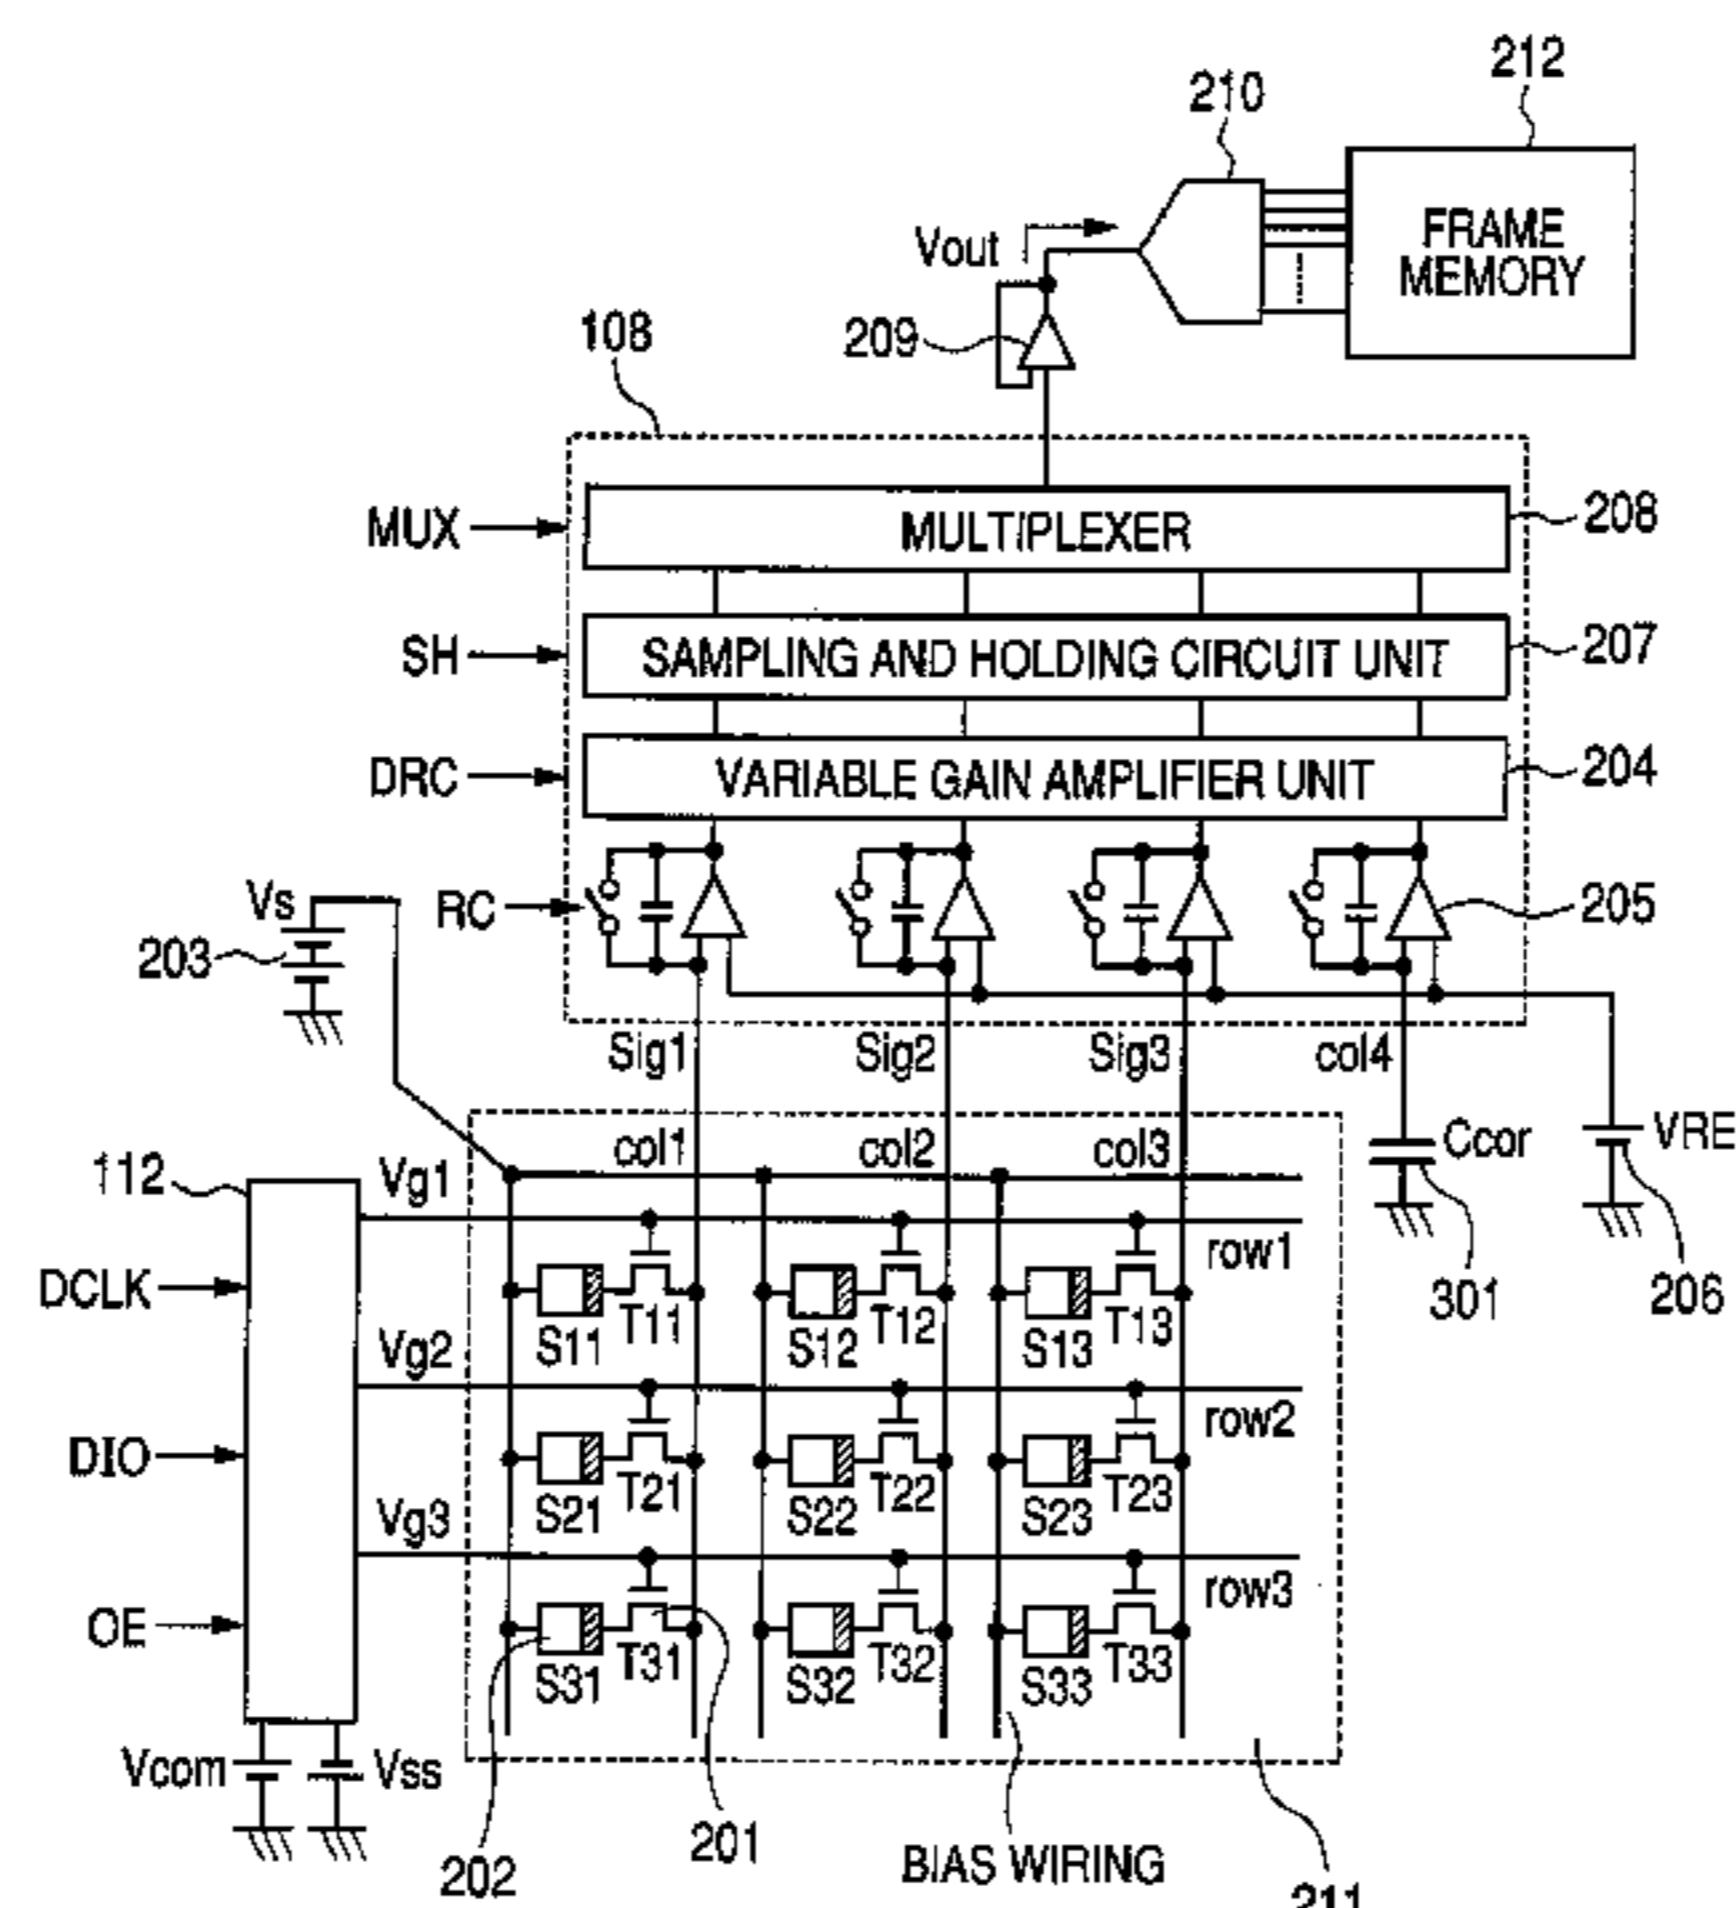 212
210
FRAME
MEMORY
Vout
209
108
MUX
MULTIPLEXER
208
SH
SAMPLING AND HOLDING CIRCUIT UNIT
207
DRC
VARIABLE GAIN AMPLIFIER UNIT
204
Vs
RC
205
203
Sig1
Sig2
Sig3
col4
112
Vg1
col1
col2
col3
Ccor
VRE
row1
DCLK
S11
T11
S12
T12
S13
T13
301
206
Vg2
row2
DIO
S21
T21
S22
T22
S23
T23
Vg3
row3
OE
S31
T31
S32
T32
S33
T33
Vcom
Vss
202
201
BIAS WIRING